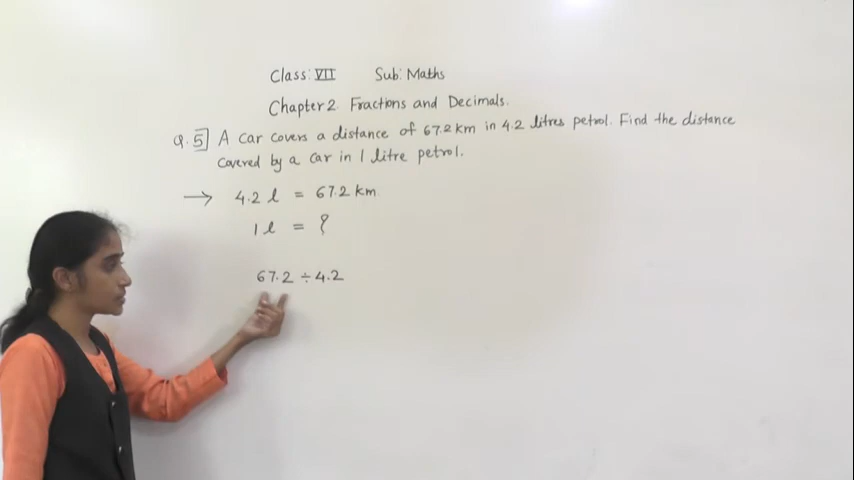 Class: VII Sub: Maths
Chapter 2. Fractions and Decimals.
Q.5] A car covers a distance of 67.2 km in 4.2 litres petrol. Find the distance
covered by a car in 1 litre petrol.
→ 4.2 l = 67.2 km
1 l = ?
67.2 ÷ 4.2